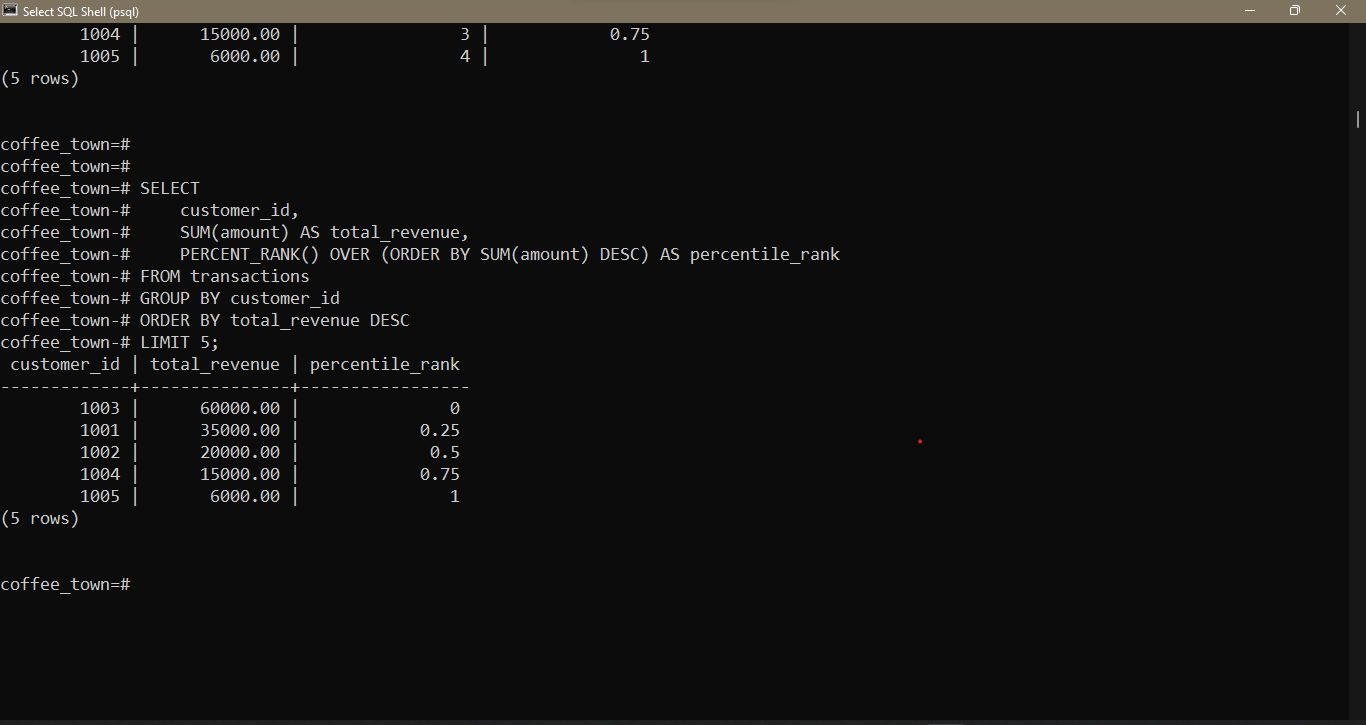 Select SQL Shell (psql)
        1004 |      15000.00 |                3 |            0.75
        1005 |       6000.00 |                4 |               1
(5 rows)
coffee_town=#
coffee_town=#
coffee_town=# SELECT
coffee_town-#     customer_id,
coffee_town-#     SUM(amount) AS total_revenue,
coffee_town-#     PERCENT_RANK() OVER (ORDER BY SUM(amount) DESC) AS percentile_rank
coffee_town-# FROM transactions
coffee_town-# GROUP BY customer_id
coffee_town-# ORDER BY total_revenue DESC
coffee_town-# LIMIT 5;
 customer_id | total_revenue | percentile_rank
-------------+---------------+-----------------
        1003 |      60000.00 |               0
        1001 |      35000.00 |            0.25
        1002 |      20000.00 |             0.5
        1004 |      15000.00 |            0.75
        1005 |       6000.00 |               1
(5 rows)
coffee_town=#